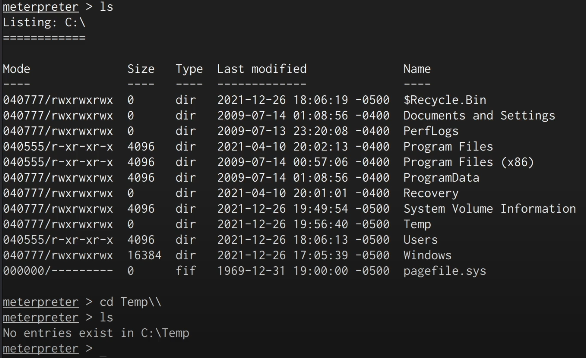 meterpreter > ls
Listing: C:\
============
Mode Size Type Last modified Name
---- ---- ---- ------------- ----
040777/rwxrwxrwx 0 dir 2021-12-26 18:06:19 -0500 $Recycle.Bin
040777/rwxrwxrwx 0 dir 2009-07-14 01:08:56 -0400 Documents and Settings
040777/rwxrwxrwx 0 dir 2009-07-13 23:20:08 -0400 PerfLogs
040555/r-xr-xr-x 4096 dir 2021-04-10 20:02:13 -0400 Program Files
040555/r-xr-xr-x 4096 dir 2009-07-14 00:57:06 -0400 Program Files (x86)
040777/rwxrwxrwx 4096 dir 2009-07-14 01:08:56 -0400 ProgramData
040777/rwxrwxrwx 0 dir 2021-04-10 20:01:01 -0400 Recovery
040777/rwxrwxrwx 4096 dir 2021-12-26 19:49:54 -0500 System Volume Information
040777/rwxrwxrwx 0 dir 2021-12-26 19:56:40 -0500 Temp
040555/r-xr-xr-x 4096 dir 2021-12-26 18:06:13 -0500 Users
040777/rwxrwxrwx 16384 dir 2021-12-26 17:05:39 -0500 Windows
000000/--------- 0 fif 1969-12-31 19:00:00 -0500 pagefile.sys
meterpreter > cd Temp\\
meterpreter > ls
No entries exist in C:\Temp
meterpreter > _